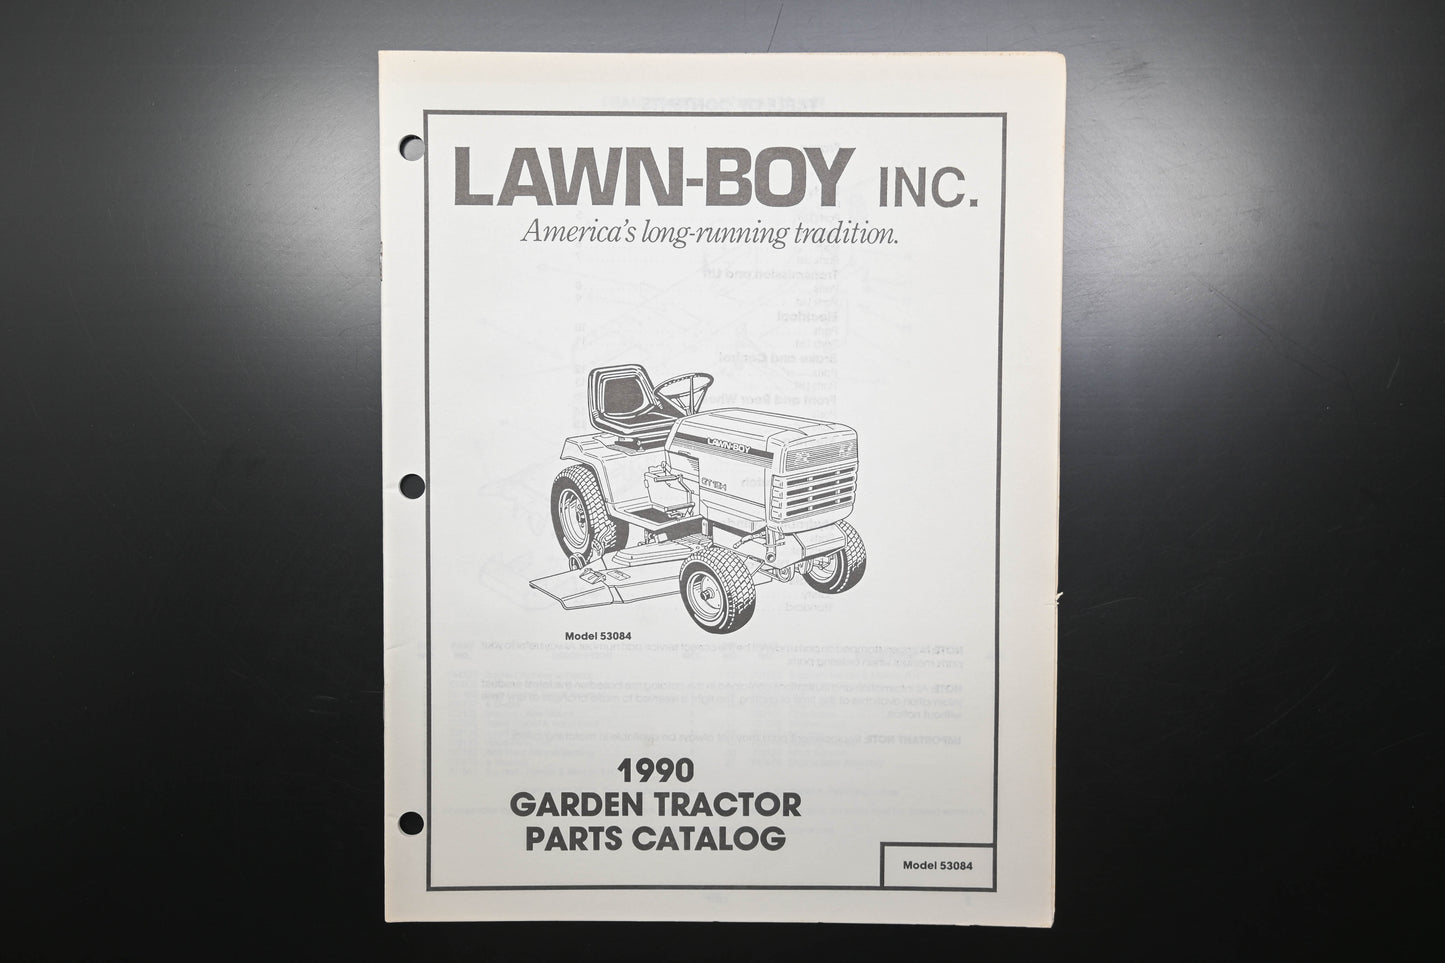 LAWN-BOY INC.
America's long-running tradition.
LAWN-BOY
Model 53084
1990
GARDEN TRACTOR
PARTS CATALOG
Model 53084